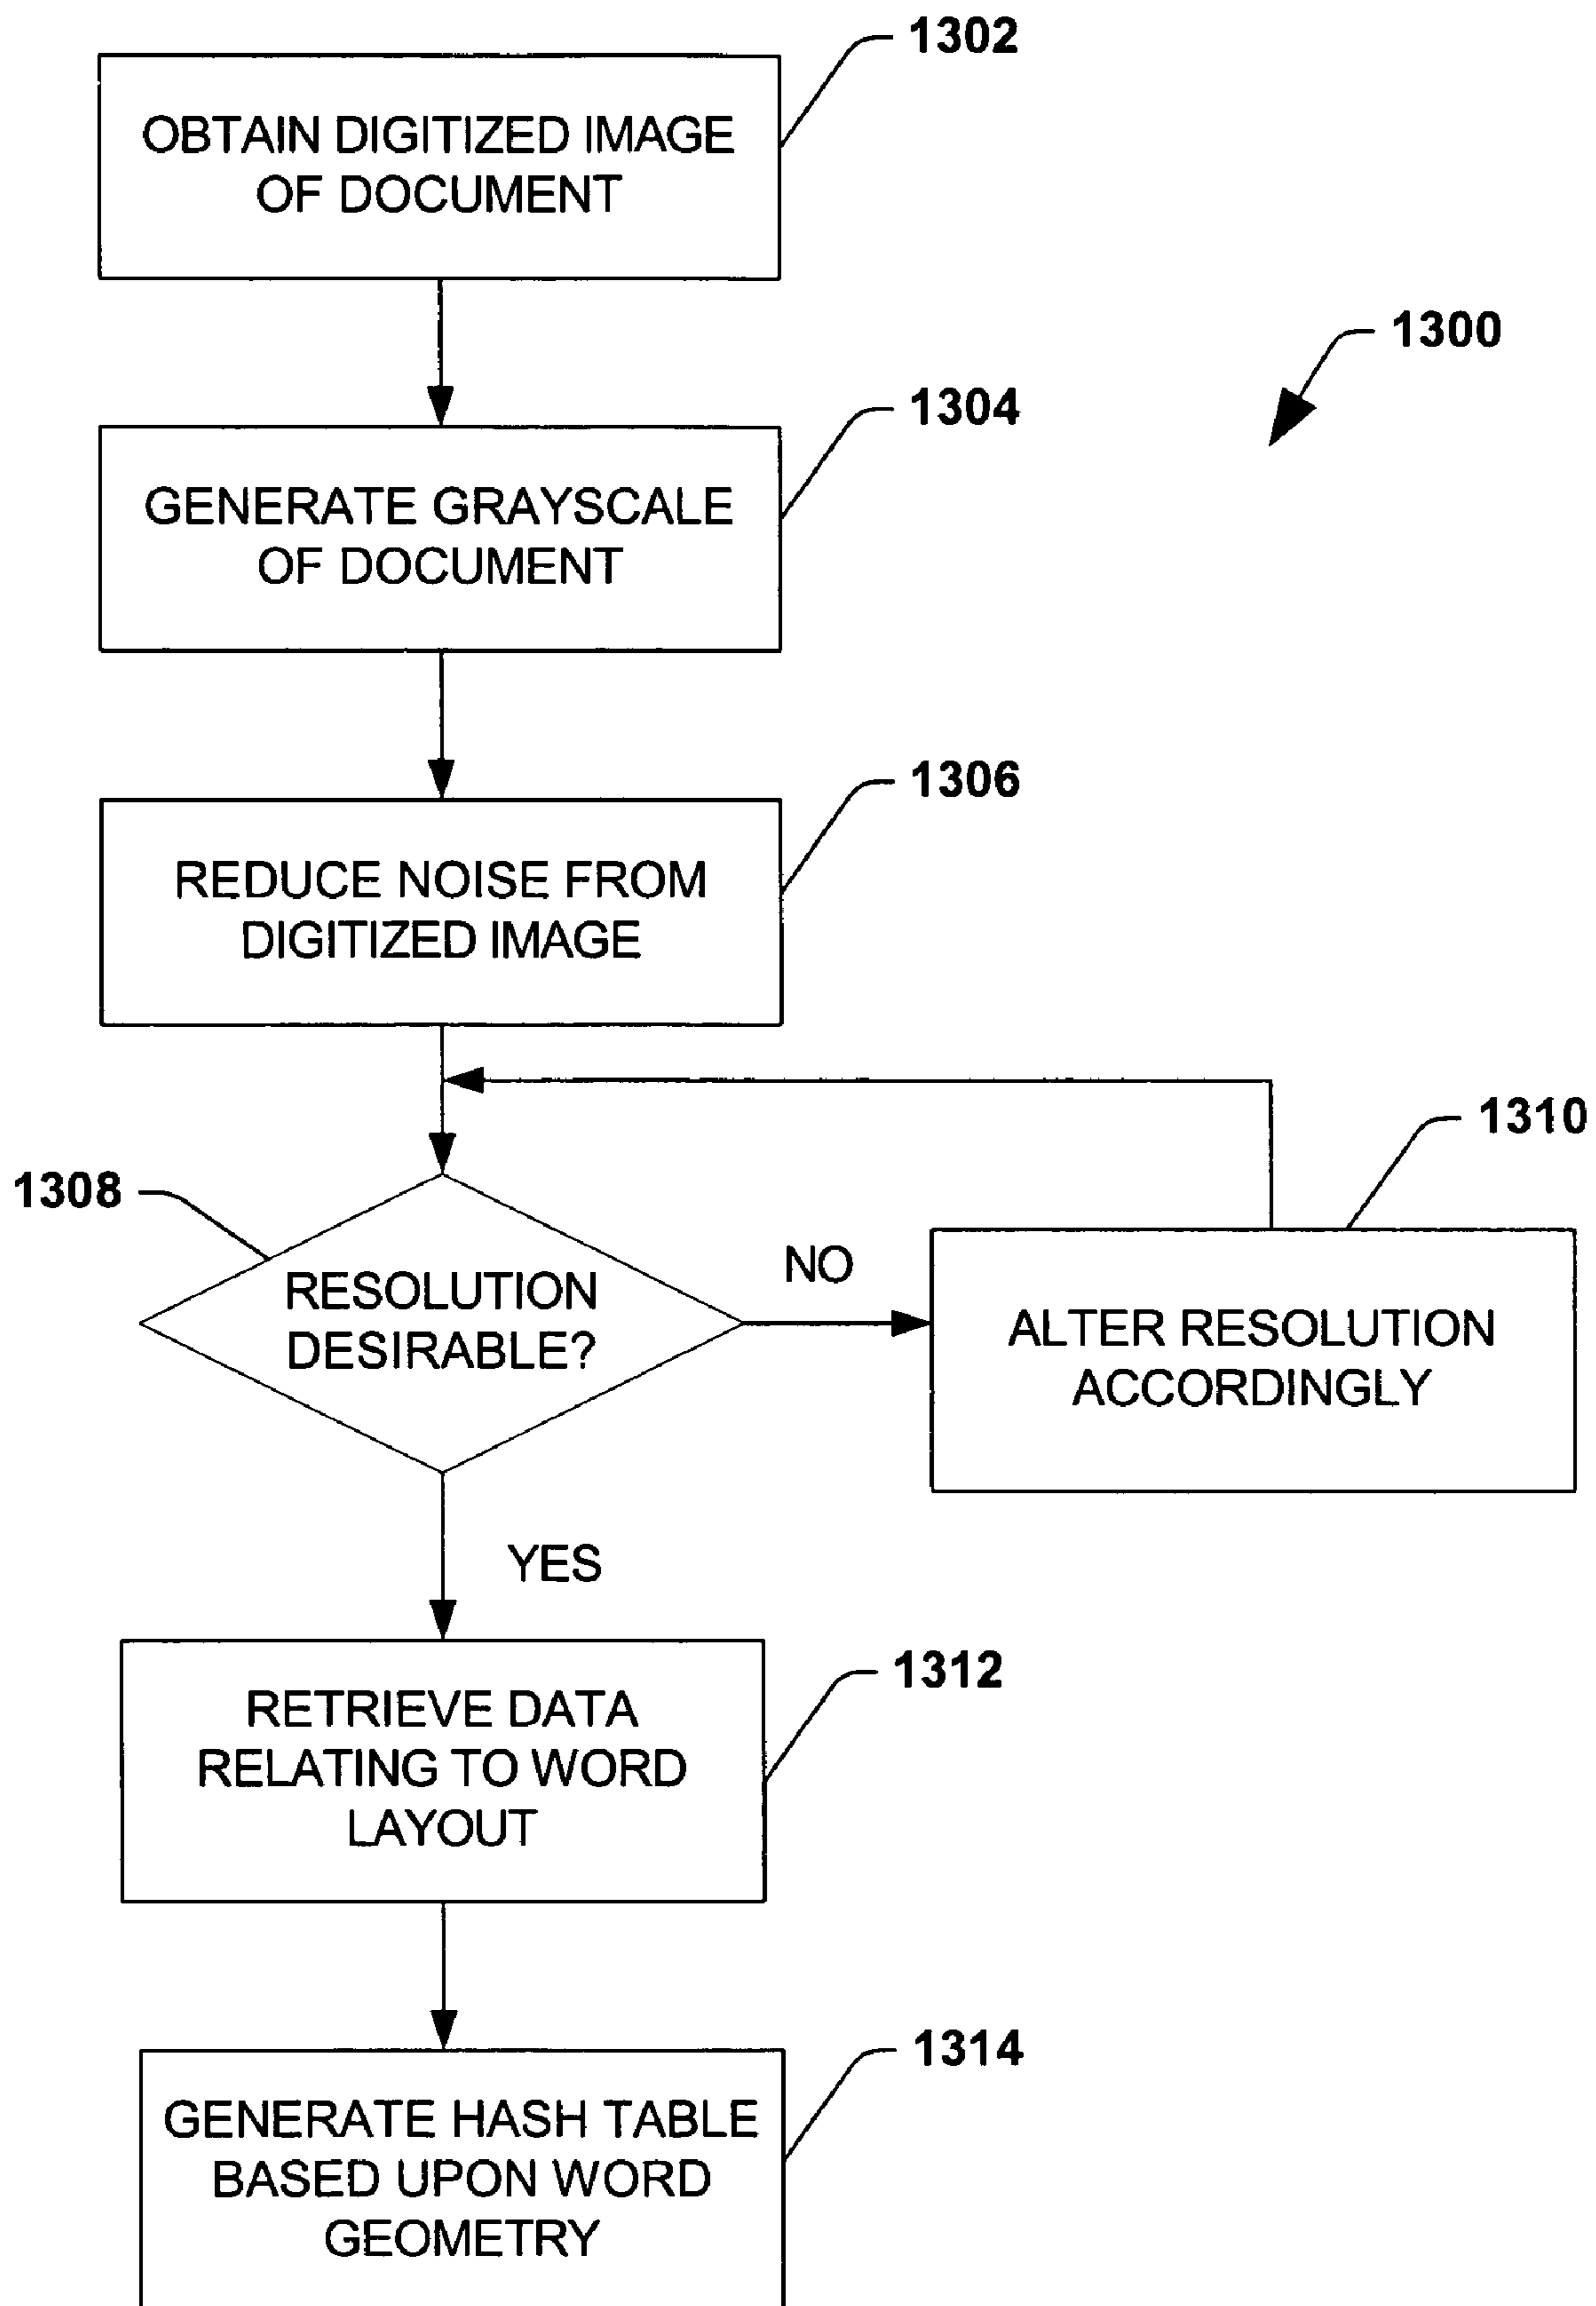 1302
OBTAIN DIGITIZED IMAGE
OF DOCUMENT
1300
1304
GENERATE GRAYSCALE
OF DOCUMENT
1306
REDUCE NOISE FROM
DIGITIZED IMAGE
1310
1308
NO
RESOLUTION
DESIRABLE?
ALTER RESOLUTION
ACCORDINGLY
YES
1312
RETRIEVE DATA
RELATING TO WORD
LAYOUT
1314
GENERATE HASH TABLE
BASED UPON WORD
GEOMETRY